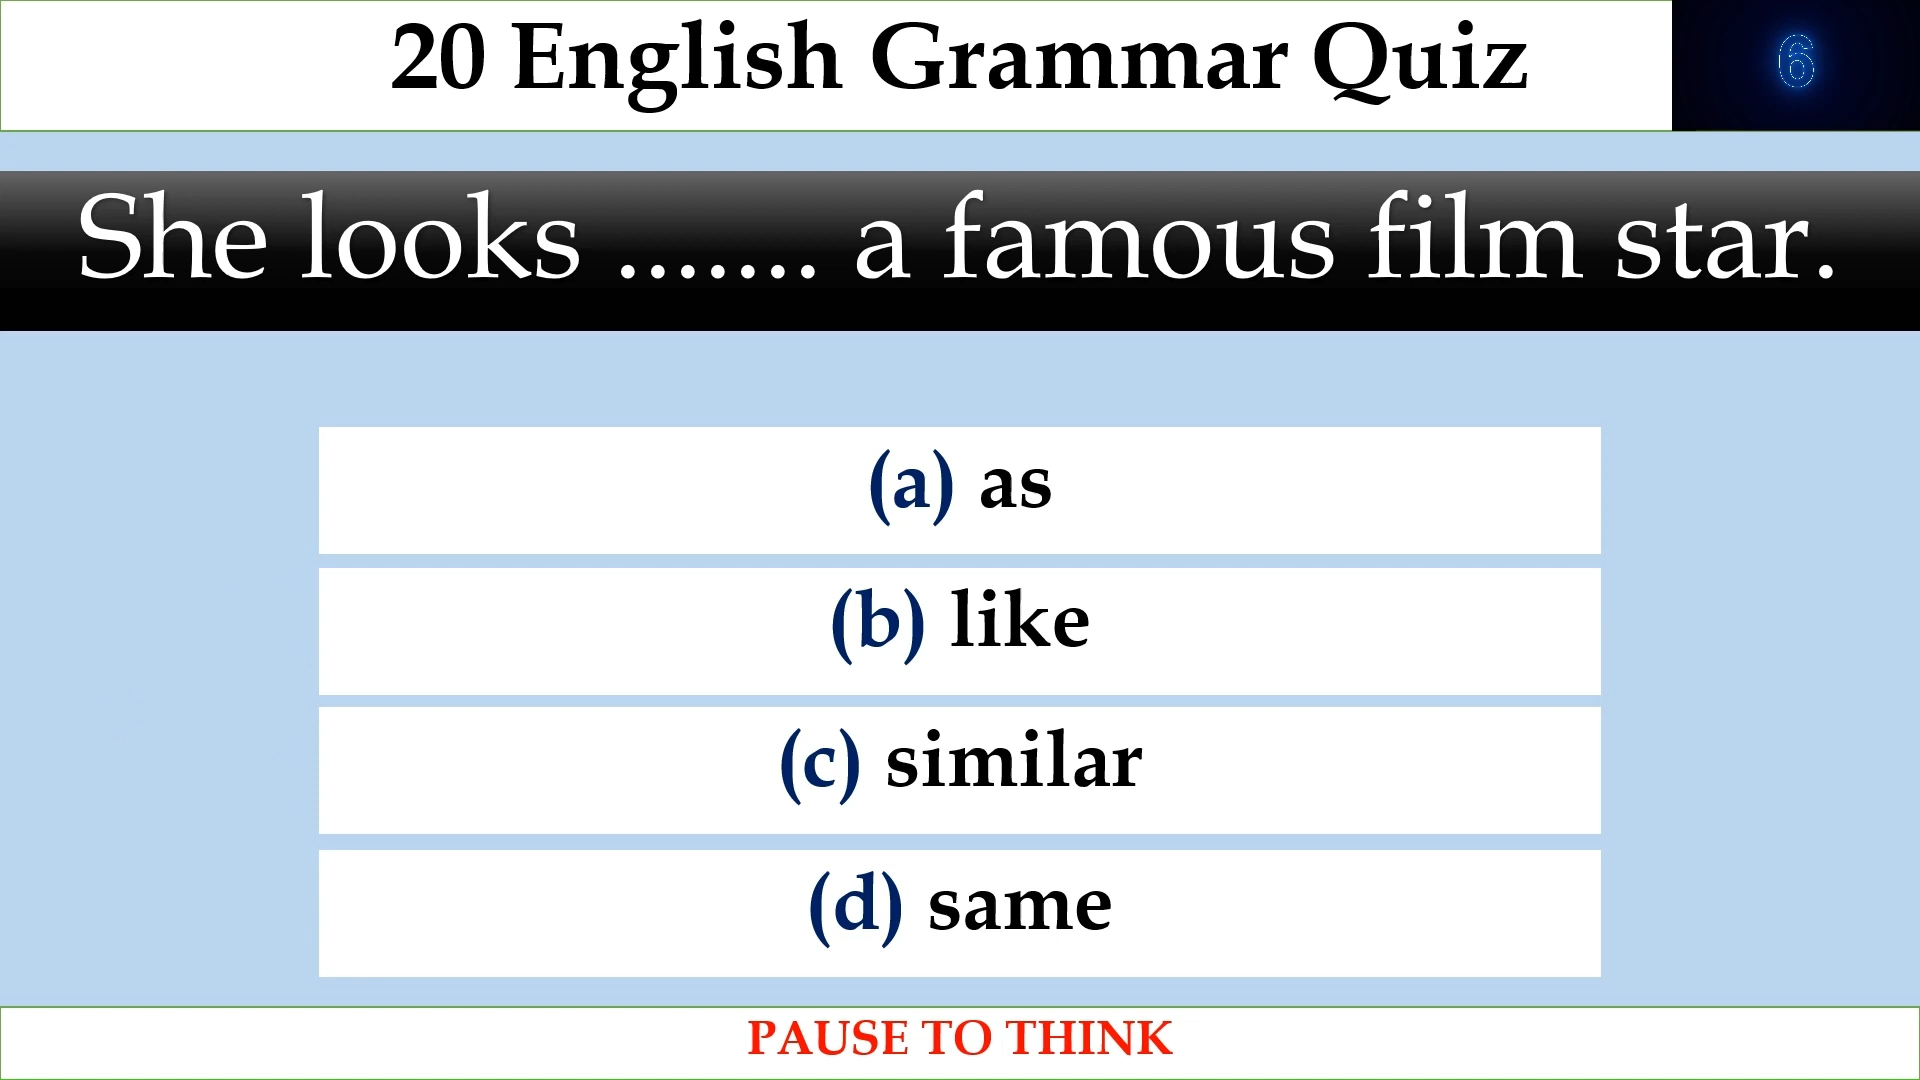 20 English Grammar Quiz
6
She looks ....... a famous film star.
(a) as
(b) like
(c) similar
(d) same
PAUSE TO THINK